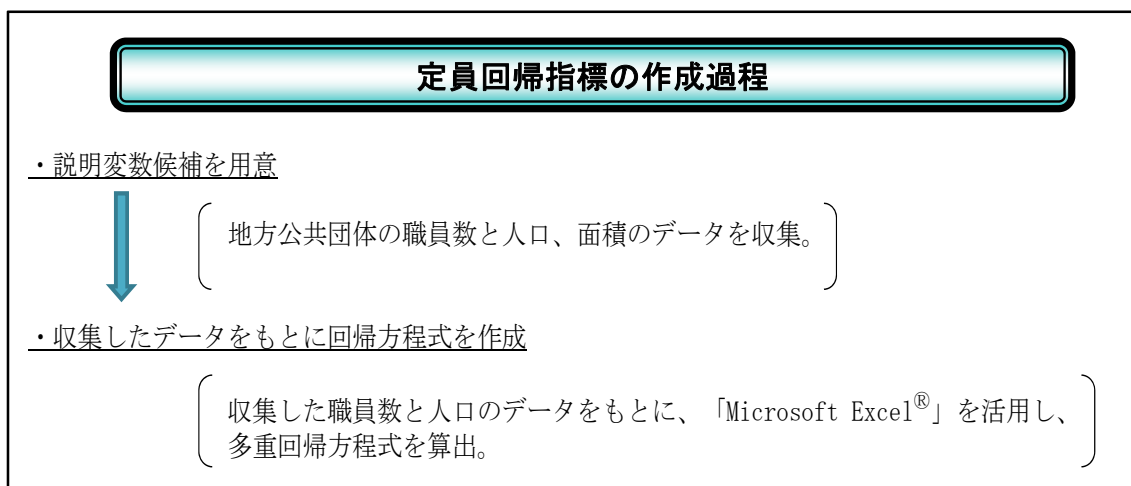 定員回帰指標の作成過程
・説明変数候補を用意
地方公共団体の職員数と人口、面積のデータを収集。
・収集したデータをもとに回帰方程式を作成
収集した職員数と人口のデータをもとに、「Microsoft Excel®」を活用し、
多重回帰方程式を算出。